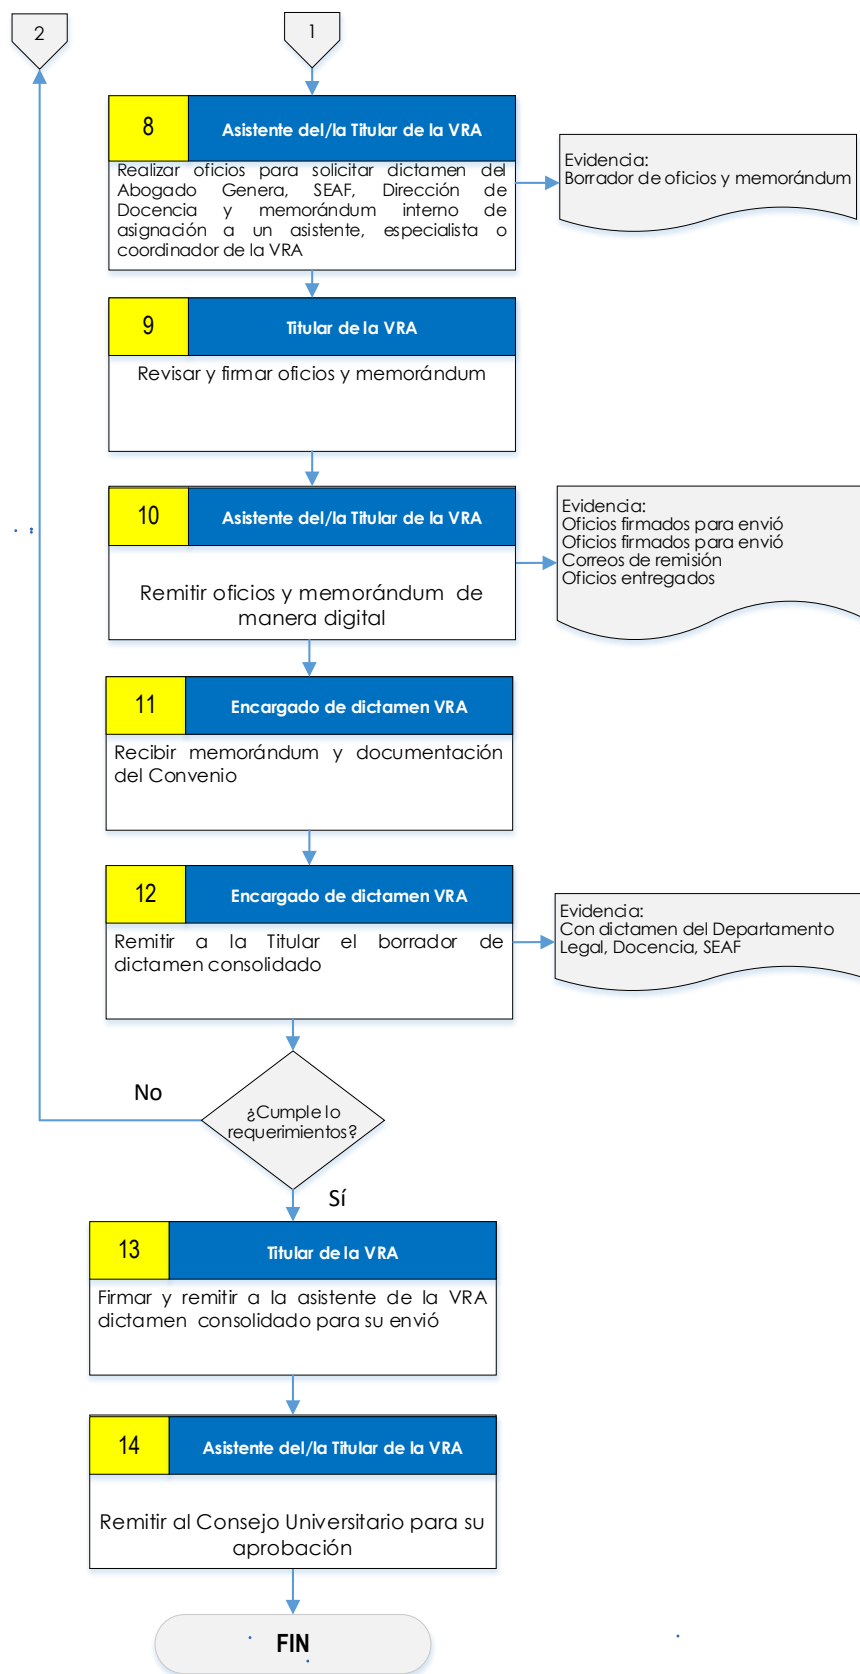 2
1
8
Asistente del/la Titular de la VRA
Realizar oficios para solicitar dictamen del
Abogado Genera, SEAF, Dirección de
Docencia y memorándum interno de
asignación a un asistente, especialista o
coordinador de la VRA
Evidencia:
Borrador de oficios y memorándum
9
Titular de la VRA
Revisar y firmar oficios y memorándum
10
Asistente del/la Titular de la VRA
Remitir oficios y memorándum de
manera digital
Evidencia:
Oficios firmados para envió
Oficios firmados para envió
Correos de remisión
Oficios entregados
11
Encargado de dictamen VRA
Recibir memorándum y documentación
del Convenio
12
Encargado de dictamen VRA
Remitir a la Titular el borrador de
dictamen consolidado
Evidencia:
Con dictamen del Departamento
Legal, Docencia, SEAF
No
¿Cumple lo
requerimientos?
Sí
13
Titular de la VRA
Firmar y remitir a la asistente de la VRA
dictamen consolidado para su envió
14
Asistente del/la Titular de la VRA
Remitir al Consejo Universitario para su
aprobación
FIN